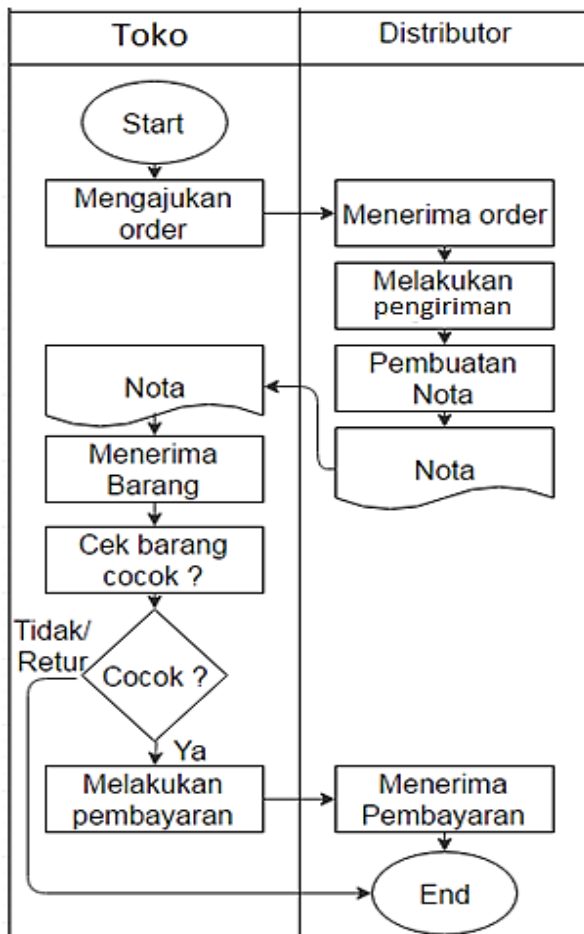 Toko
Distributor
Start
Mengajukan
order
Menerima order
Melakukan
pengiriman
Pembuatan
Nota
Nota
Nota
Menerima
Barang
Cek barang
cocok ?
Tidak/
Retur
Cocok ?
Ya
Melakukan
pembayaran
Menerima
Pembayaran
End